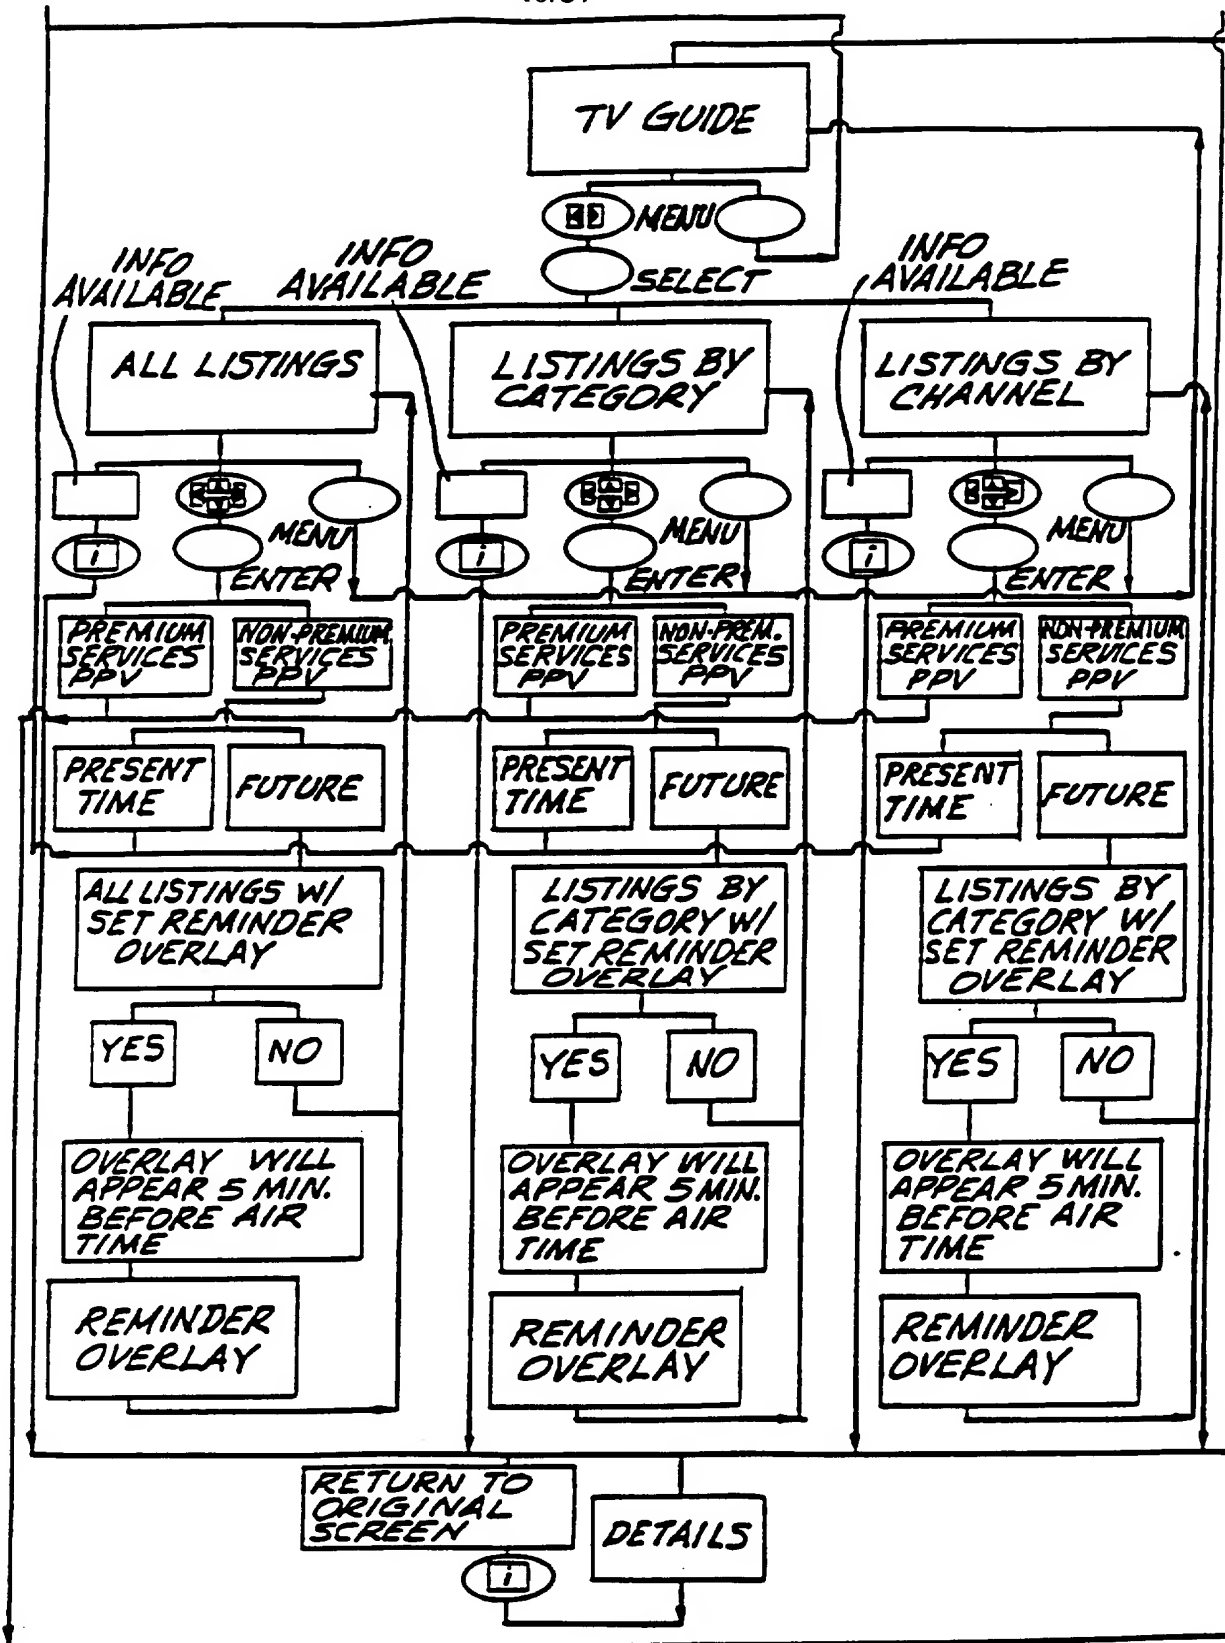 TV GUIDE
MENU
SELECT
INFO
AVAILABLE
INFO
AVAILABLE
INFO
AVAILABLE
ALL LISTINGS
LISTINGS BY
CATEGORY
LISTINGS BY
CHANNEL
i
MENU
ENTER
i
MENU
ENTER
i
MENU
ENTER
PREMIUM
SERVICES
PPV
NON-PREMIUM.
SERVICES
PPV
PREMIUM
SERVICES
PPV
NON-PREM.
SERVICES
PPV
PREMIUM
SERVICES
PPV
NON-PREMIUM
SERVICES
PPV
PRESENT
TIME
FUTURE
PRESENT
TIME
FUTURE
PRESENT
TIME
FUTURE
ALL LISTINGS W/
SET REMINDER
OVERLAY
LISTINGS BY
CATEGORY W/
SET REMINDER
OVERLAY
LISTINGS BY
CATEGORY W/
SET REMINDER
OVERLAY
YES
NO
YES
NO
YES
NO
OVERLAY WILL
APPEAR 5 MIN.
BEFORE AIR
TIME
OVERLAY WILL
APPEAR 5 MIN.
BEFORE AIR
TIME
OVERLAY WILL
APPEAR 5 MIN.
BEFORE AIR
TIME
REMINDER
OVERLAY
REMINDER
OVERLAY
REMINDER
OVERLAY
RETURN TO
ORIGINAL
SCREEN
DETAILS
i